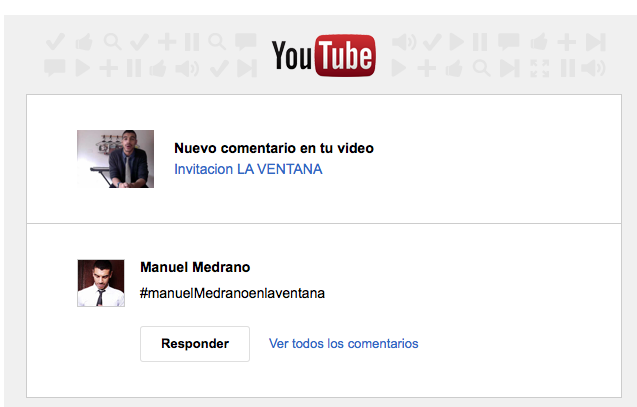 YouTube
Nuevo comentario en tu video
Invitacion LA VENTANA
Manuel Medrano
#manuelMedranoenlaventana
Responder
Ver todos los comentarios